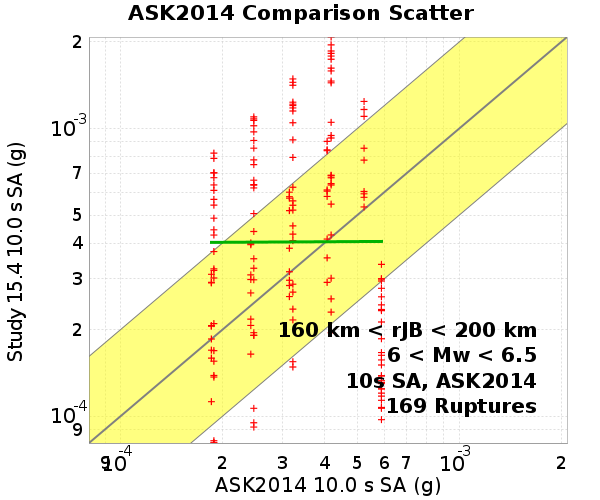 ASK2014 Comparison Scatter
Study 15.4 10.0 s SA (g)
2
10-3
7
5
4
3
2
10-4
9
160 km < rJB < 200 km
6 < Mw < 6.5
10s SA, ASK2014
169 Ruptures
9 10-4 2 3 4 5 6 7 10-3 2
ASK2014 10.0 s SA (g)